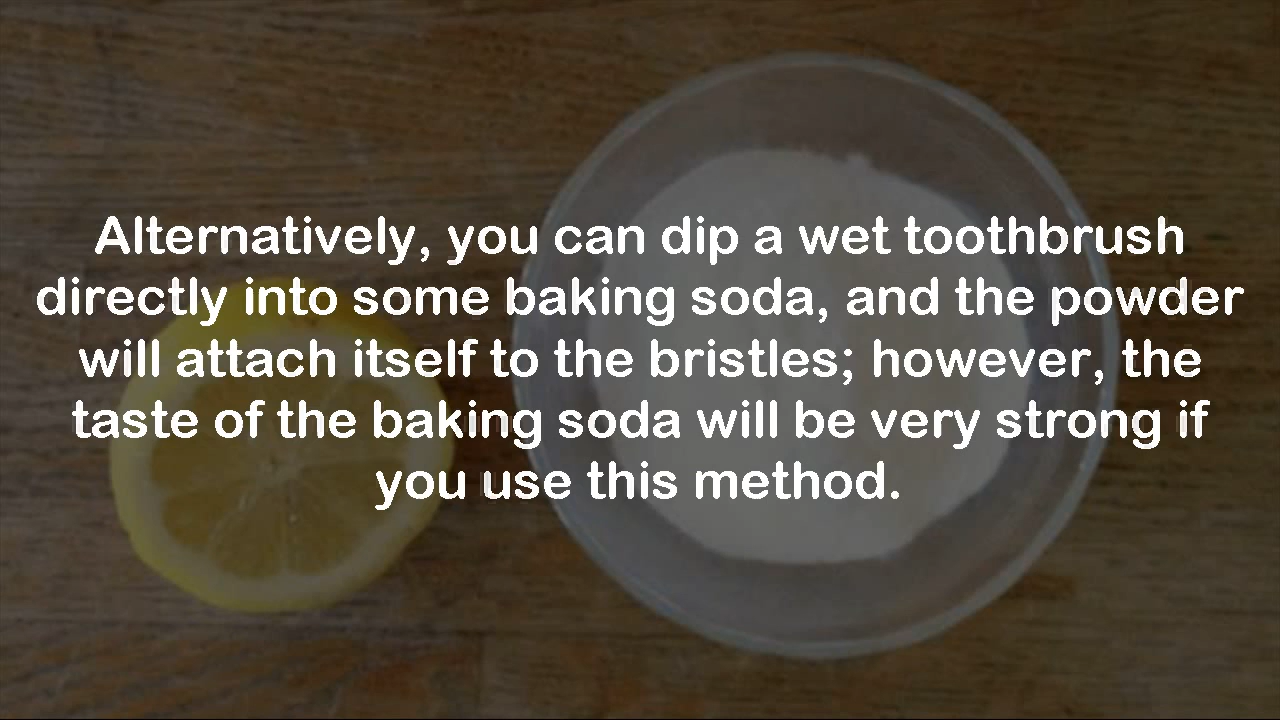 Alternatively, you can dip a wet toothbrush
directly into some baking soda, and the powder
will attach itself to the bristles; however, the
taste of the baking soda will be very strong if
you use this method.